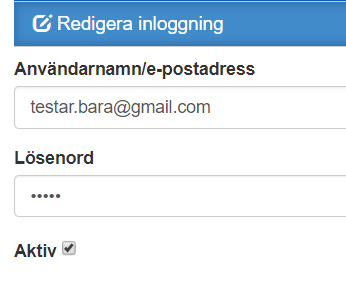 Redigera inloggning
Användarnamn/e-postadress
testar.bara@gmail.com
Lösenord
•••••
Aktiv